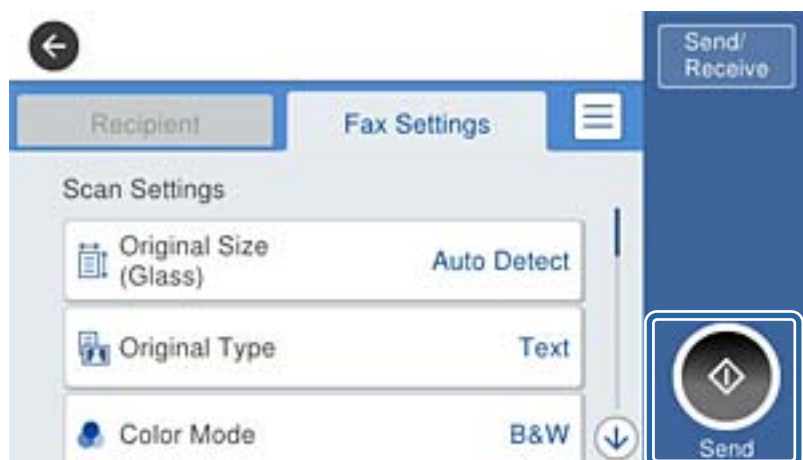 Send/
Receive
Recipient
Fax Settings
Scan Settings
Original Size
(Glass)
Auto Detect
Original Type
Text
Color Mode
B&W
Send